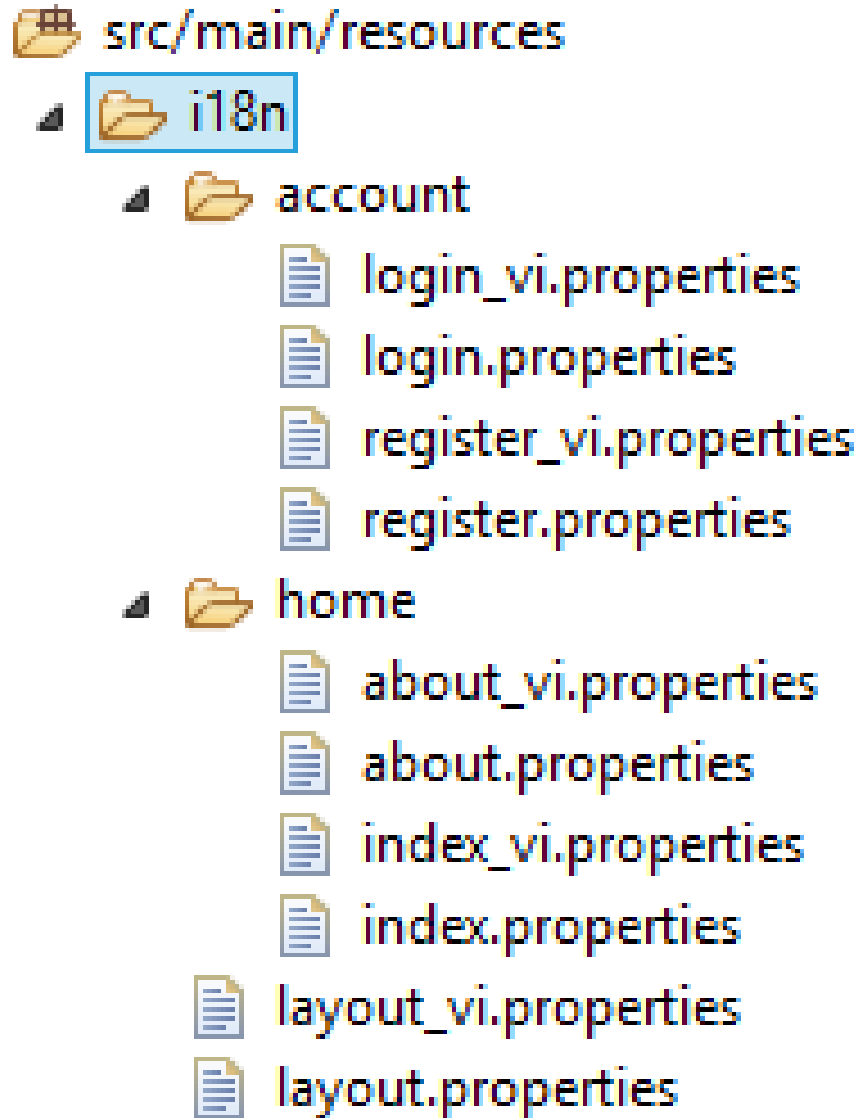 src/main/resources
i18n
account
login_vi.properties
login.properties
register_vi.properties
register.properties
home
about_vi.properties
about.properties
index_vi.properties
index.properties
layout_vi.properties
layout.properties